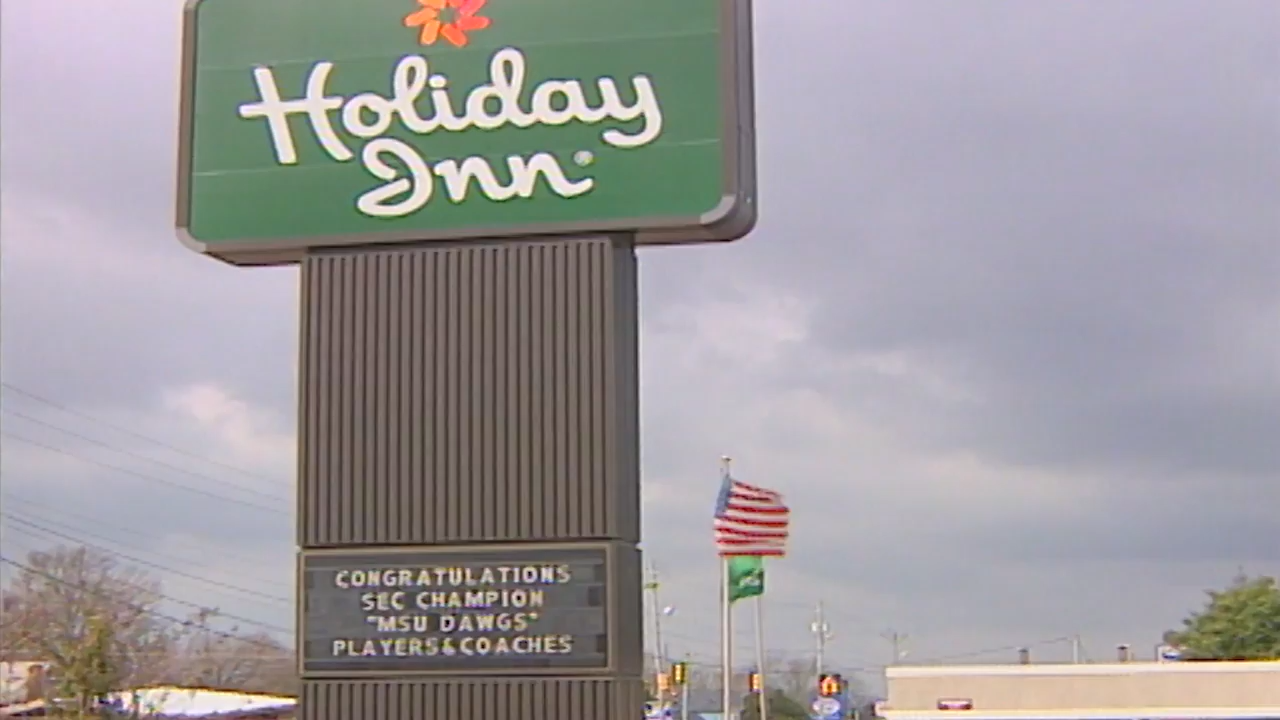 Holiday
Inn®
CONGRATULATIONS
SEC CHAMPION
"MSU DAWGS"
PLAYERS&COACHES